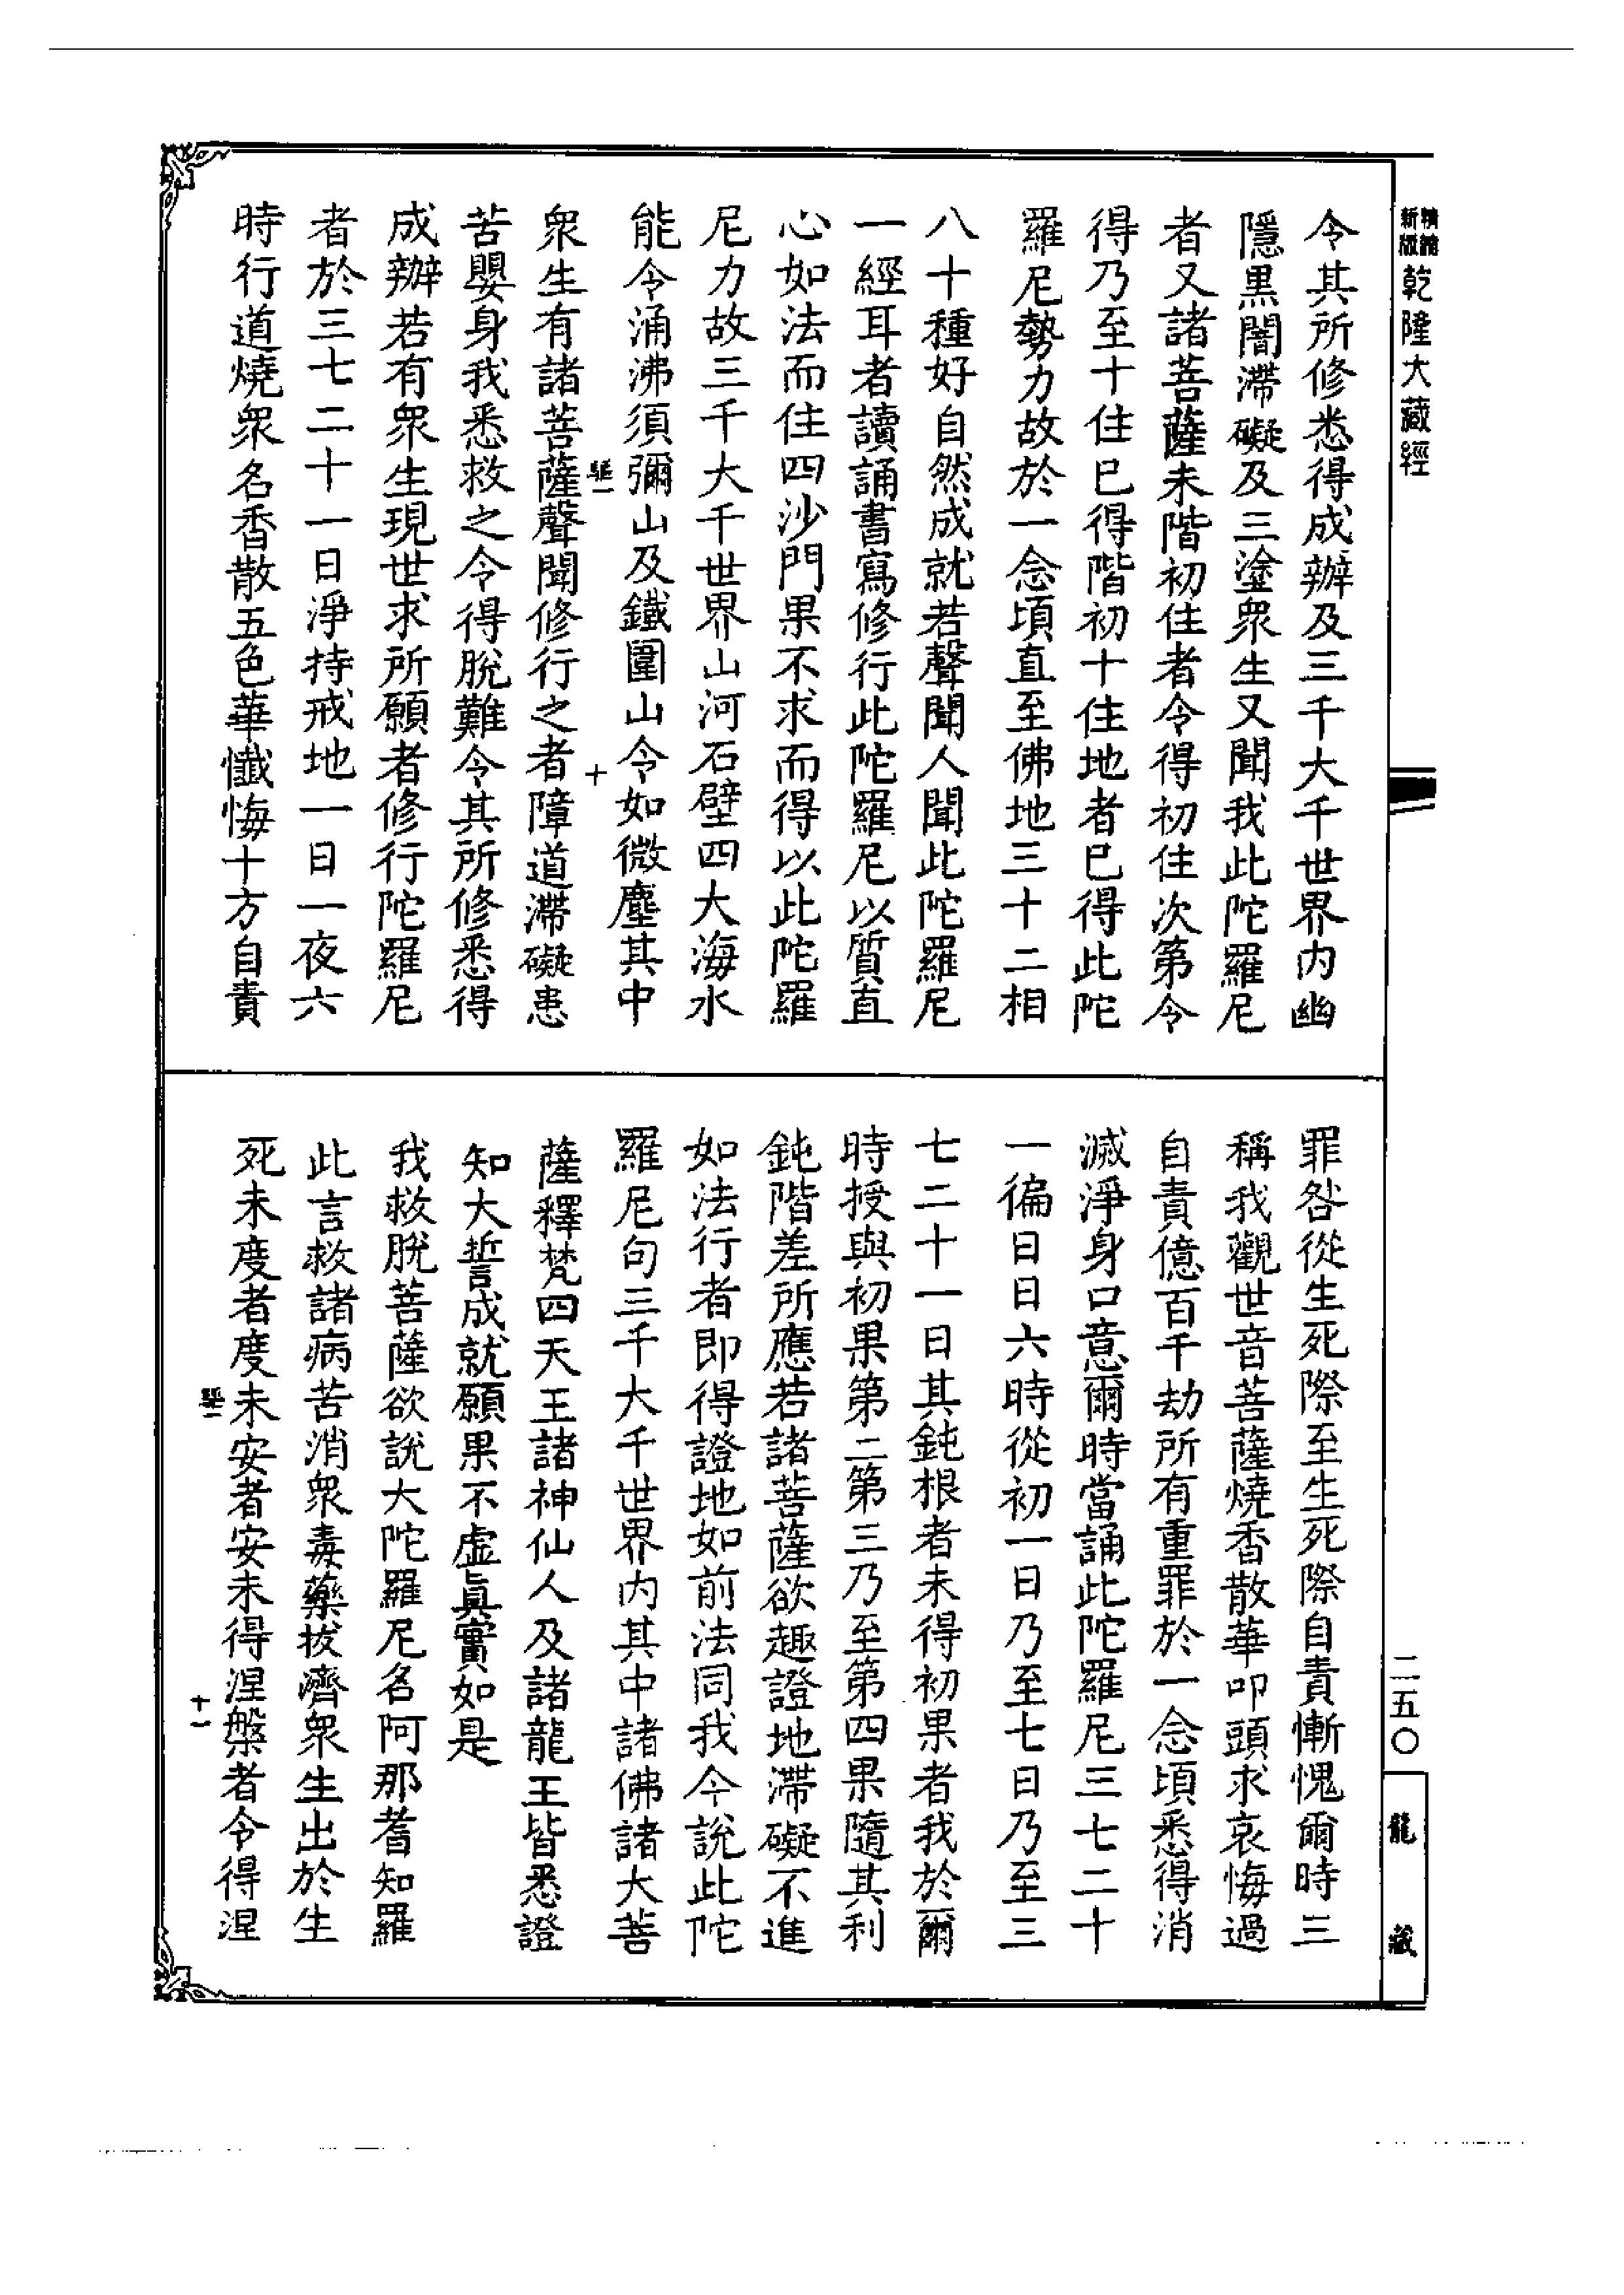 新版
精縮
乾隆大藏經
令其所修悉得成辦及三千大千世界內幽
隱黑闇滯礙及三塗眾生又聞我此陀羅尼
者又諸菩薩未階初住者令得初住次第令
得乃至十住巳得階初十住地者巳得此陀
羅尼勢力故於一念頃直至佛地三十二相
八十種好自然成就若聲聞人聞此陀羅尼
一經耳者讀誦書寫修行此陀羅尼以質直
心如法而住四沙門果不求而得以此陀羅
尼力故三千大千世界山河石壁四大海水
能令涌沸須彌山及鐵圍山令如微塵其中
十
眾生有諸菩薩聲聞修行之者障道滯礙患
苦嬰身我悉救之令得脫難令其所修悉得
成辦若有眾生現世求所願者修行陀羅尼
者於三七二十一日淨持戒地一日一夜六
時行道燒眾名香散五色華懺悔十方自責
罪咎從生死際至生死際自責慚愧爾時三
稱我觀世音菩薩燒香散華叩頭求哀悔過
自責億百千劫所有重罪於一念頃悉得消
滅淨身口意爾時當誦此陀羅尼三七二十
一徧日日六時從初一日乃至七日乃至三
七二十一日其鈍根者未得初果者我於爾
時授與初果第二第三乃至第四果隨其利
鈍階差所應若諸菩薩欲趣證地滯礙不進
如法行者即得證地如前法同我今說此陀
羅尼句三千大千世界內其中諸佛諸大菩
薩釋梵四天王諸神仙人及諸龍王皆悉證
知大誓成就願果不虛眞實如是
我救脫菩薩欲說大陀羅尼名阿那耆知羅
此言救諸病苦消眾毒藥拔濟眾生出於生
死未度者度未安者安未得涅槃者令得涅
十一
二五〇
龍藏